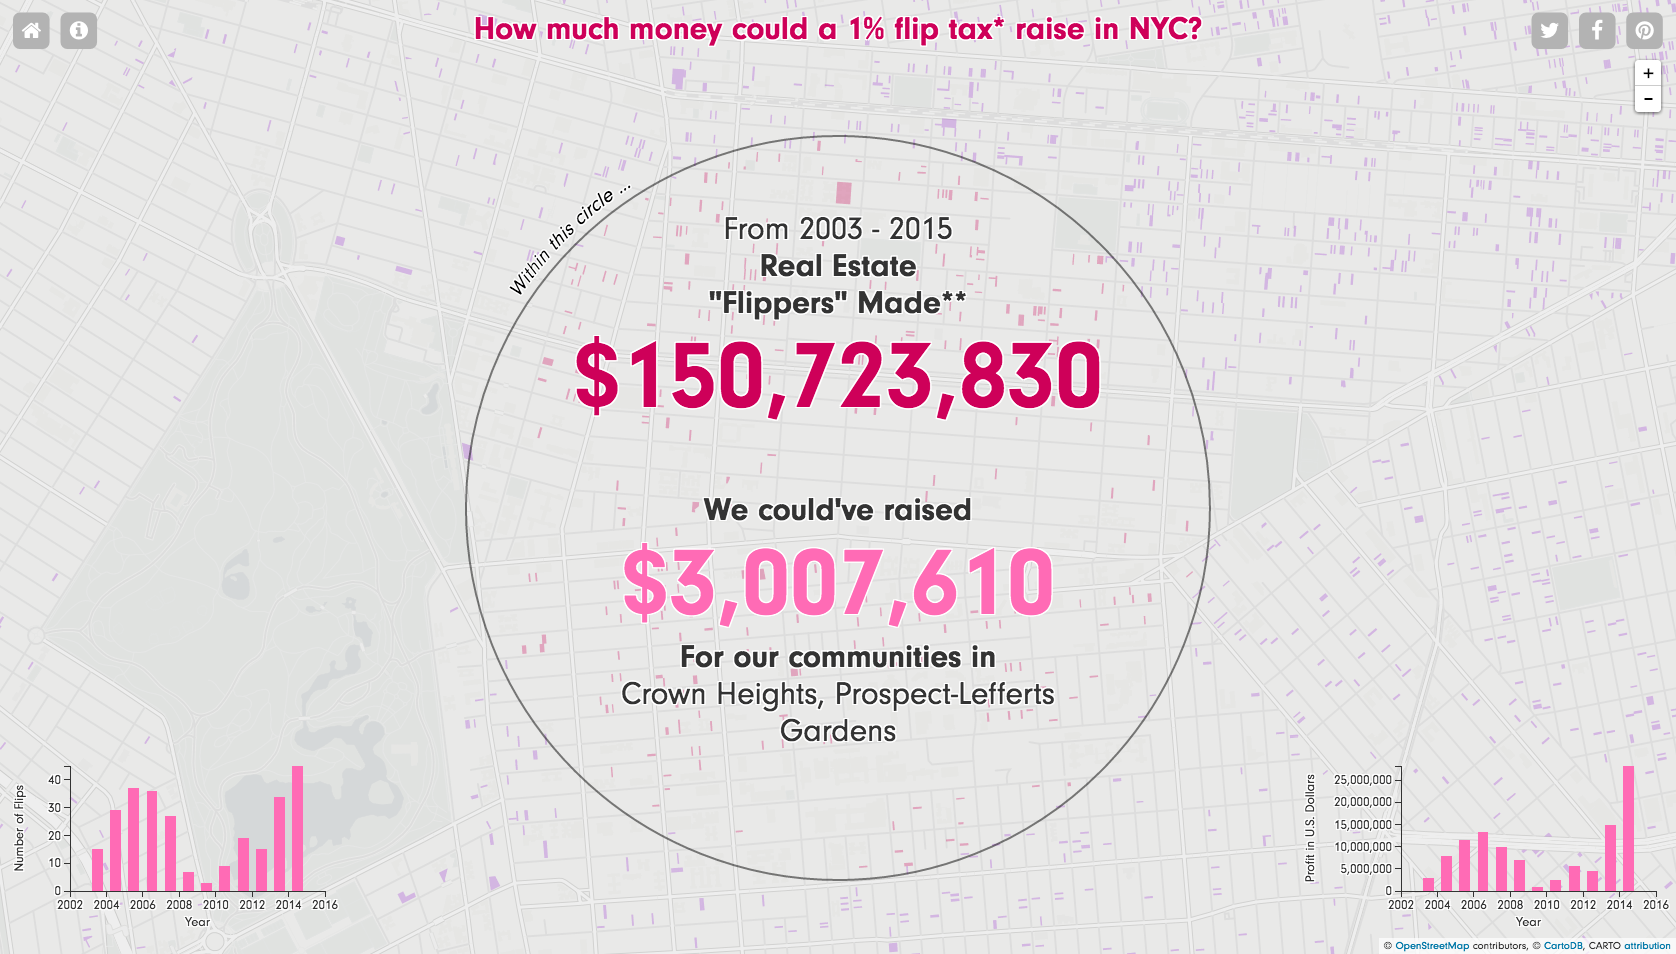 How much money could a 1% flip tax* raise in NYC?
+
-
Within this circle ...
From 2003 - 2015
Real Estate
"Flippers" Made**
$150,723,830
We could've raised
$3,007,610
For our communities in
Crown Heights, Prospect-Lefferts
Gardens
Number of Flips
40
30
20
10
0
2002 2004 2006 2008 2010 2012 2014 2016
Year
Profit in U.S. Dollars
25,000,000
20,000,000
15,000,000
10,000,000
5,000,000
0
2002 2004 2006 2008 2010 2012 2014 2016
Year
© OpenStreetMap contributors, © CartoDB, CARTO attribution